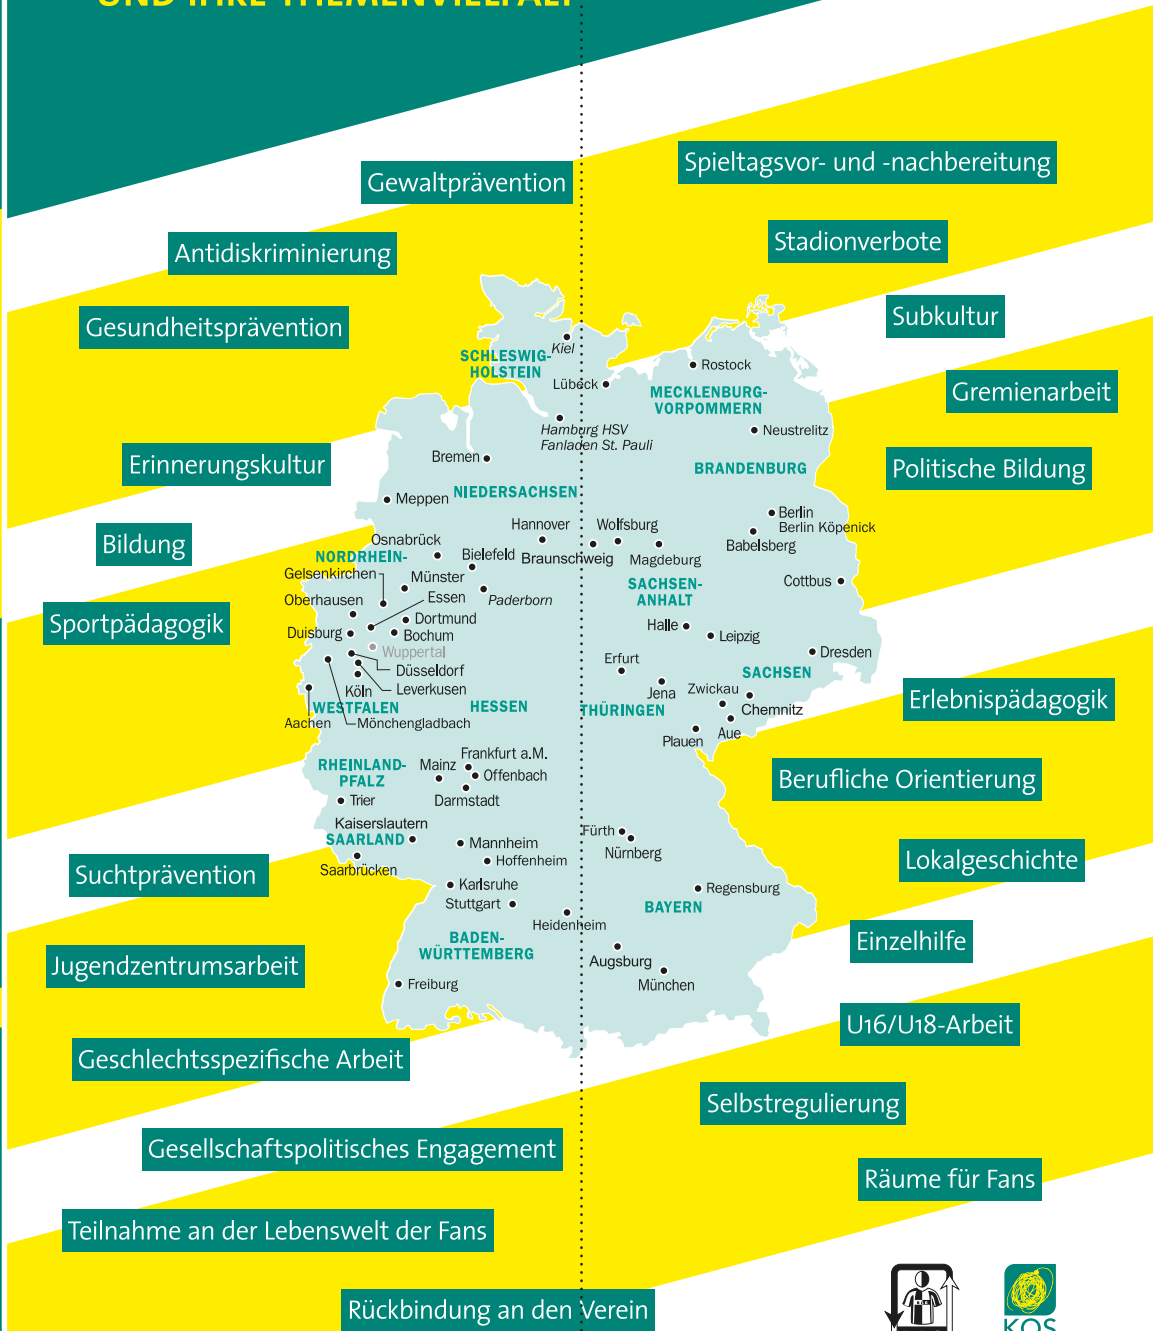 UND IHRE THEMENVIELFALT
Gewaltprävention
Spieltagsvor- und -nachbereitung
Antidiskriminierung
Stadionverbote
Gesundheitsprävention
Subkultur
Gremienarbeit
Erinnerungskultur
Politische Bildung
Bildung
Sportpädagogik
Erlebnispädagogik
Berufliche Orientierung
Suchtprävention
Lokalgeschichte
Jugendzentrumsarbeit
Einzelhilfe
Geschlechtsspezifische Arbeit
U16/U18-Arbeit
Selbstregulierung
Gesellschaftspolitisches Engagement
Räume für Fans
Teilnahme an der Lebenswelt der Fans
Rückbindung an den Verein
SCHLESWIG-
HOLSTEIN
Kiel
Lübeck
Rostock
MECKLENBURG-
VORPOMMERN
Hamburg HSV
Fanladen St. Pauli
Neustrelitz
Bremen
BRANDENBURG
Meppen
NIEDERSACHSEN
Berlin
Berlin Köpenick
Babelsberg
Hannover
Wolfsburg
Braunschweig
Magdeburg
Osnabrück
Bielefeld
NORDRHEIN-
Gelsenkirchen
Münster
Essen
Paderborn
SACHSEN-
ANHALT
Cottbus
Oberhausen
Dortmund
Duisburg
Bochum
Wuppertal
Düsseldorf
Leverkusen
Köln
WESTFALEN
Aachen
Mönchengladbach
HESSEN
Halle
Leipzig
Dresden
Erfurt
SACHSEN
Jena
Zwickau
Chemnitz
THÜRINGEN
Plauen
Aue
RHEINLAND-
PFALZ
Mainz
Frankfurt a.M.
Offenbach
Darmstadt
Trier
Kaiserslautern
SAARLAND
Saarbrücken
Mannheim
Hoffenheim
Fürth
Nürnberg
Karlsruhe
Stuttgart
Regensburg
BAYERN
Heidenheim
BADEN-
WÜRTTEMBERG
Augsburg
München
Freiburg
KOS